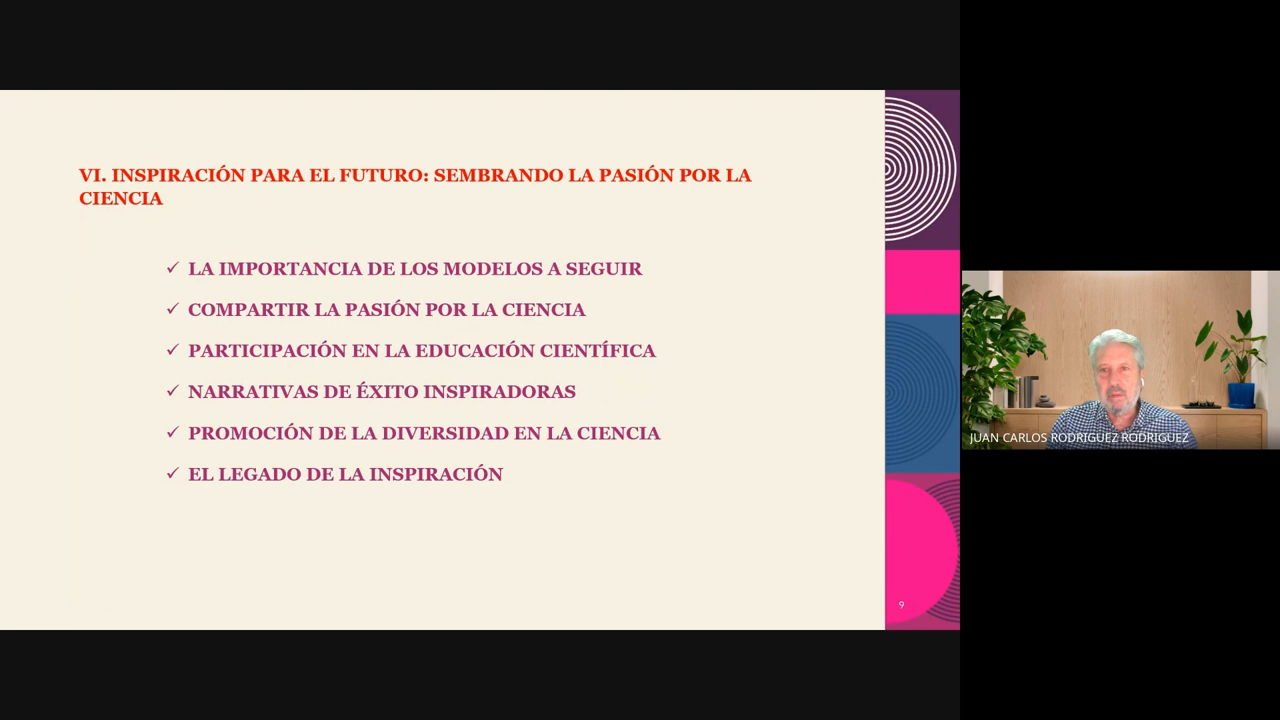 VI. INSPIRACIÓN PARA EL FUTURO: SEMBRANDO LA PASIÓN POR LA
CIENCIA
✓ LA IMPORTANCIA DE LOS MODELOS A SEGUIR
✓ COMPARTIR LA PASIÓN POR LA CIENCIA
✓ PARTICIPACIÓN EN LA EDUCACIÓN CIENTÍFICA
✓ NARRATIVAS DE ÉXITO INSPIRADORAS
✓ PROMOCIÓN DE LA DIVERSIDAD EN LA CIENCIA
✓ EL LEGADO DE LA INSPIRACIÓN
9
JUAN CARLOS RODRIGUEZ RODRIGUEZ